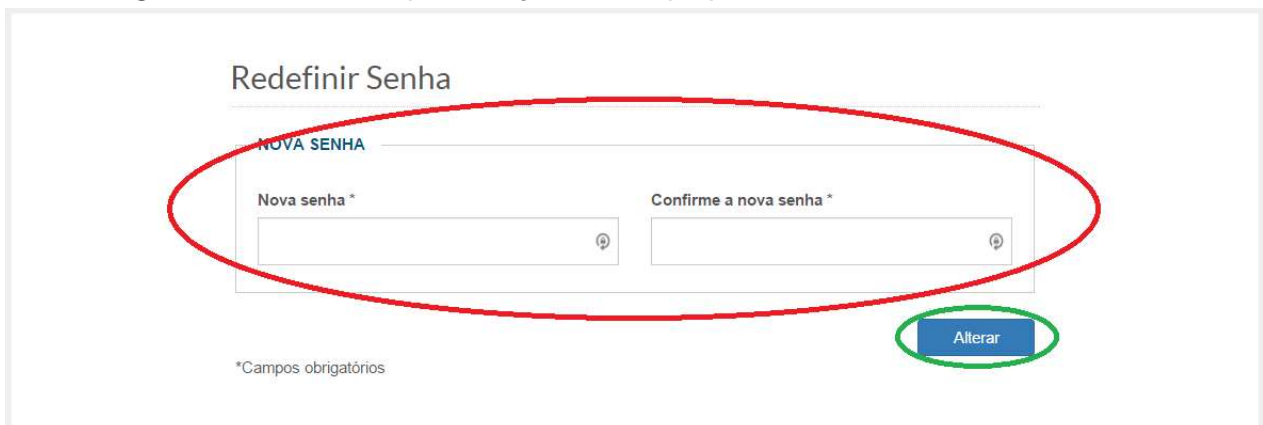 Redefinir Senha
NOVA SENHA
Nova senha *
Confirme a nova senha *
Alterar
*Campos obrigatórios